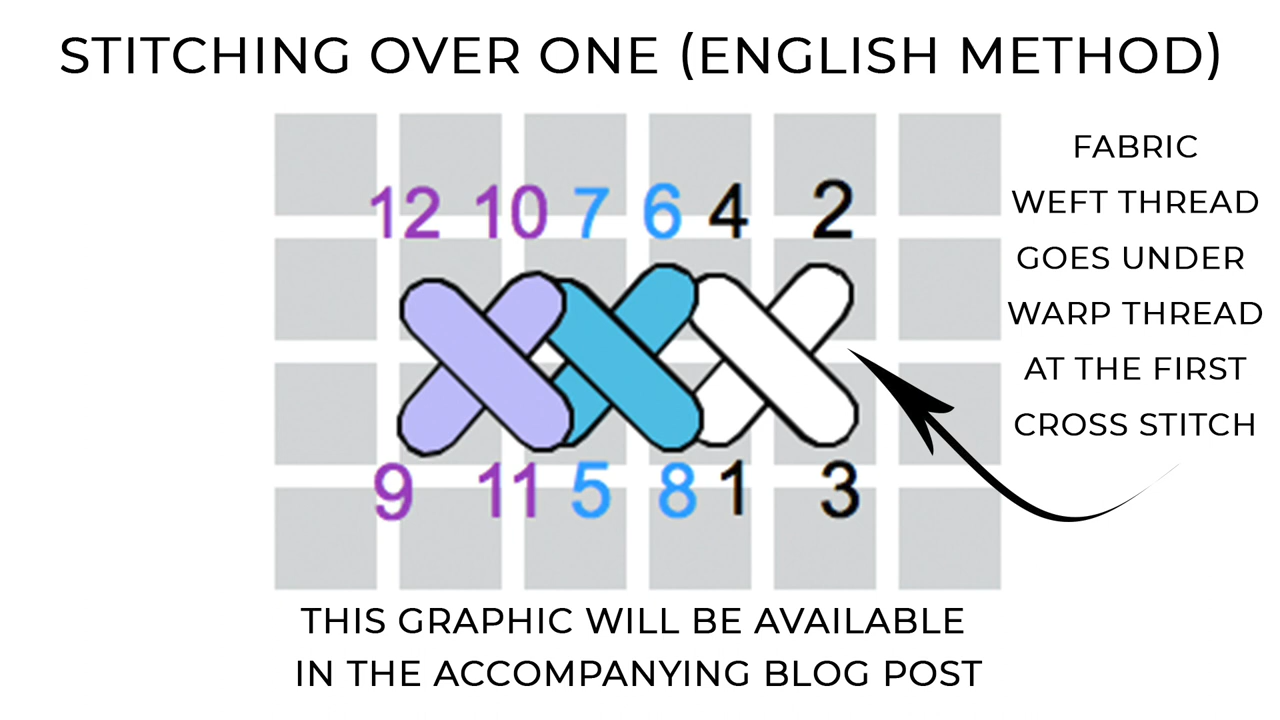 STITCHING OVER ONE (ENGLISH METHOD)
FABRIC
WEFT THREAD
GOES UNDER
WARP THREAD
AT THE FIRST
CROSS STITCH
12 10 7 6 4 2
9 11 5 8 1 3
THIS GRAPHIC WILL BE AVAILABLE
IN THE ACCOMPANYING BLOG POST